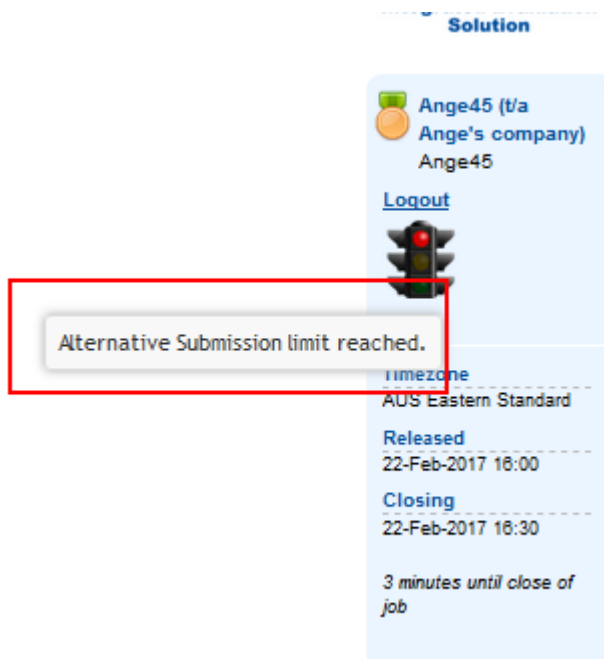 Solution
Ange45 (t/a
Ange's company)
Ange45
Logout
Alternative Submission limit reached.
Timezone
AUS Eastern Standard
Released
22-Feb-2017 16:00
Closing
22-Feb-2017 16:30
3 minutes until close of
job